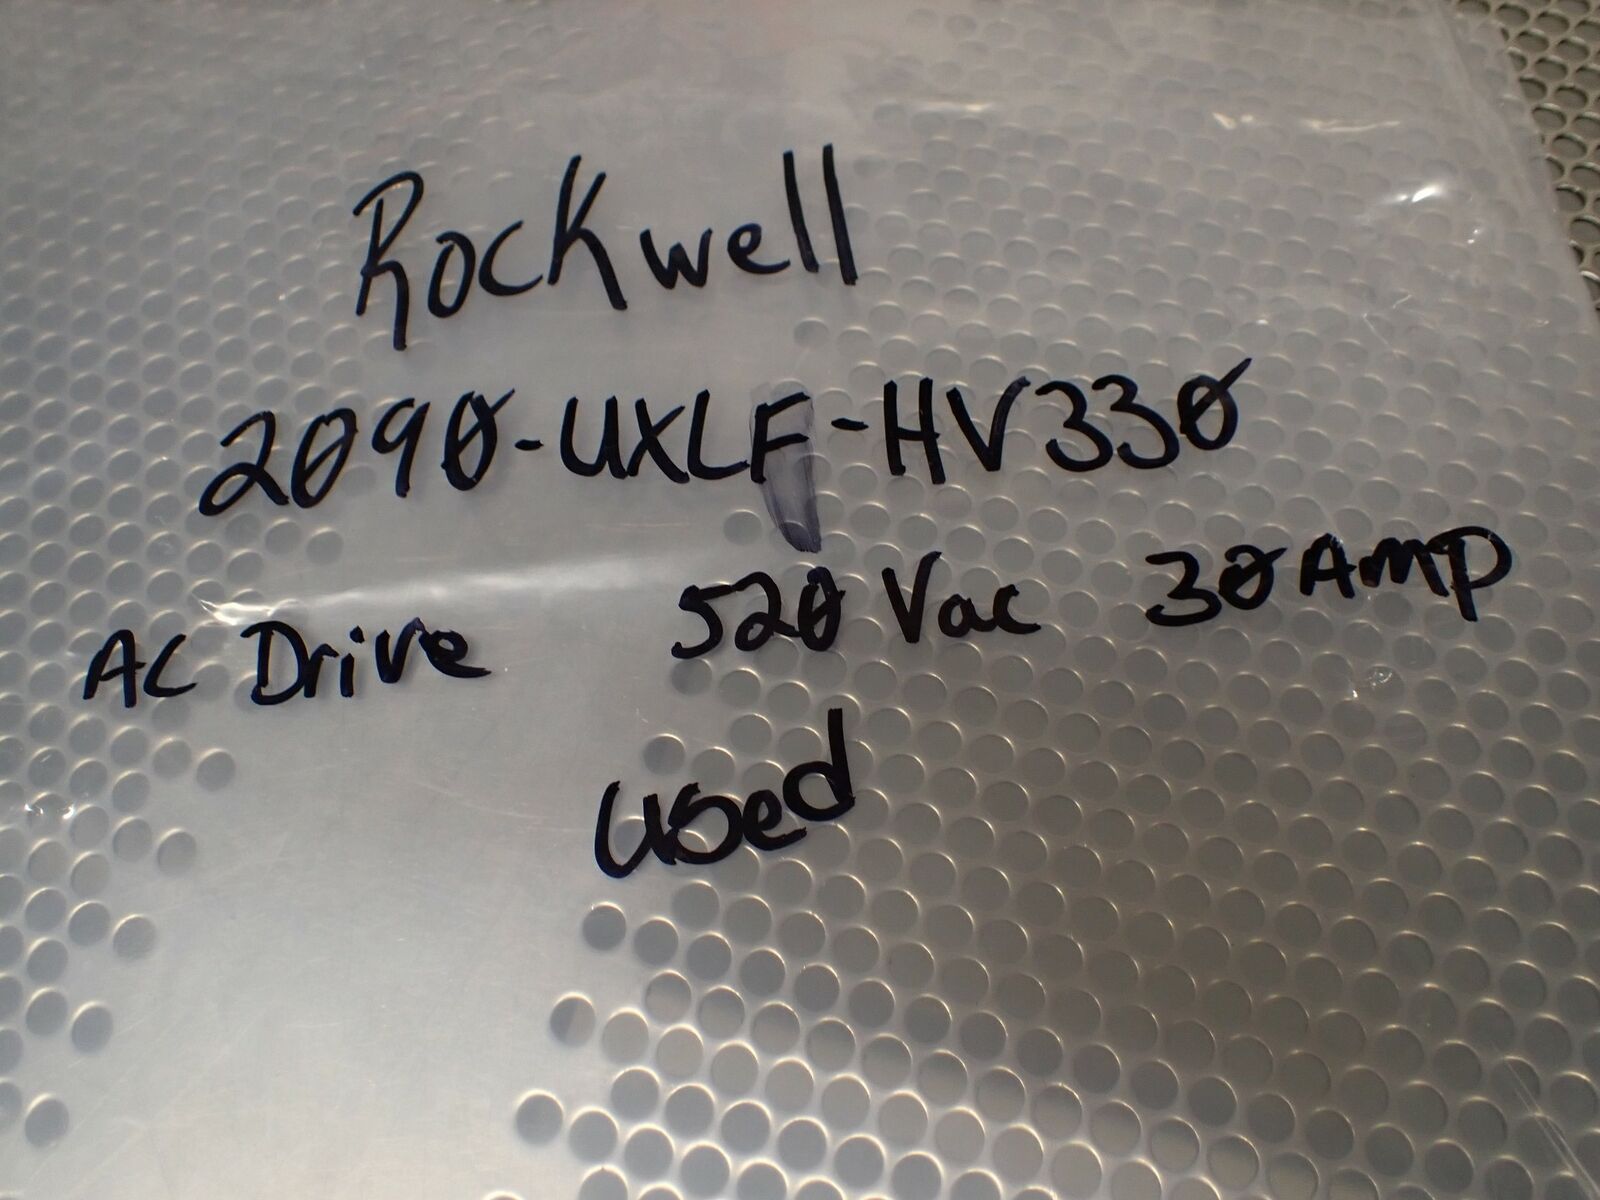 Rockwell
2090-UXLF-HV330
AC Drive 520 Vac 30 Amp
used